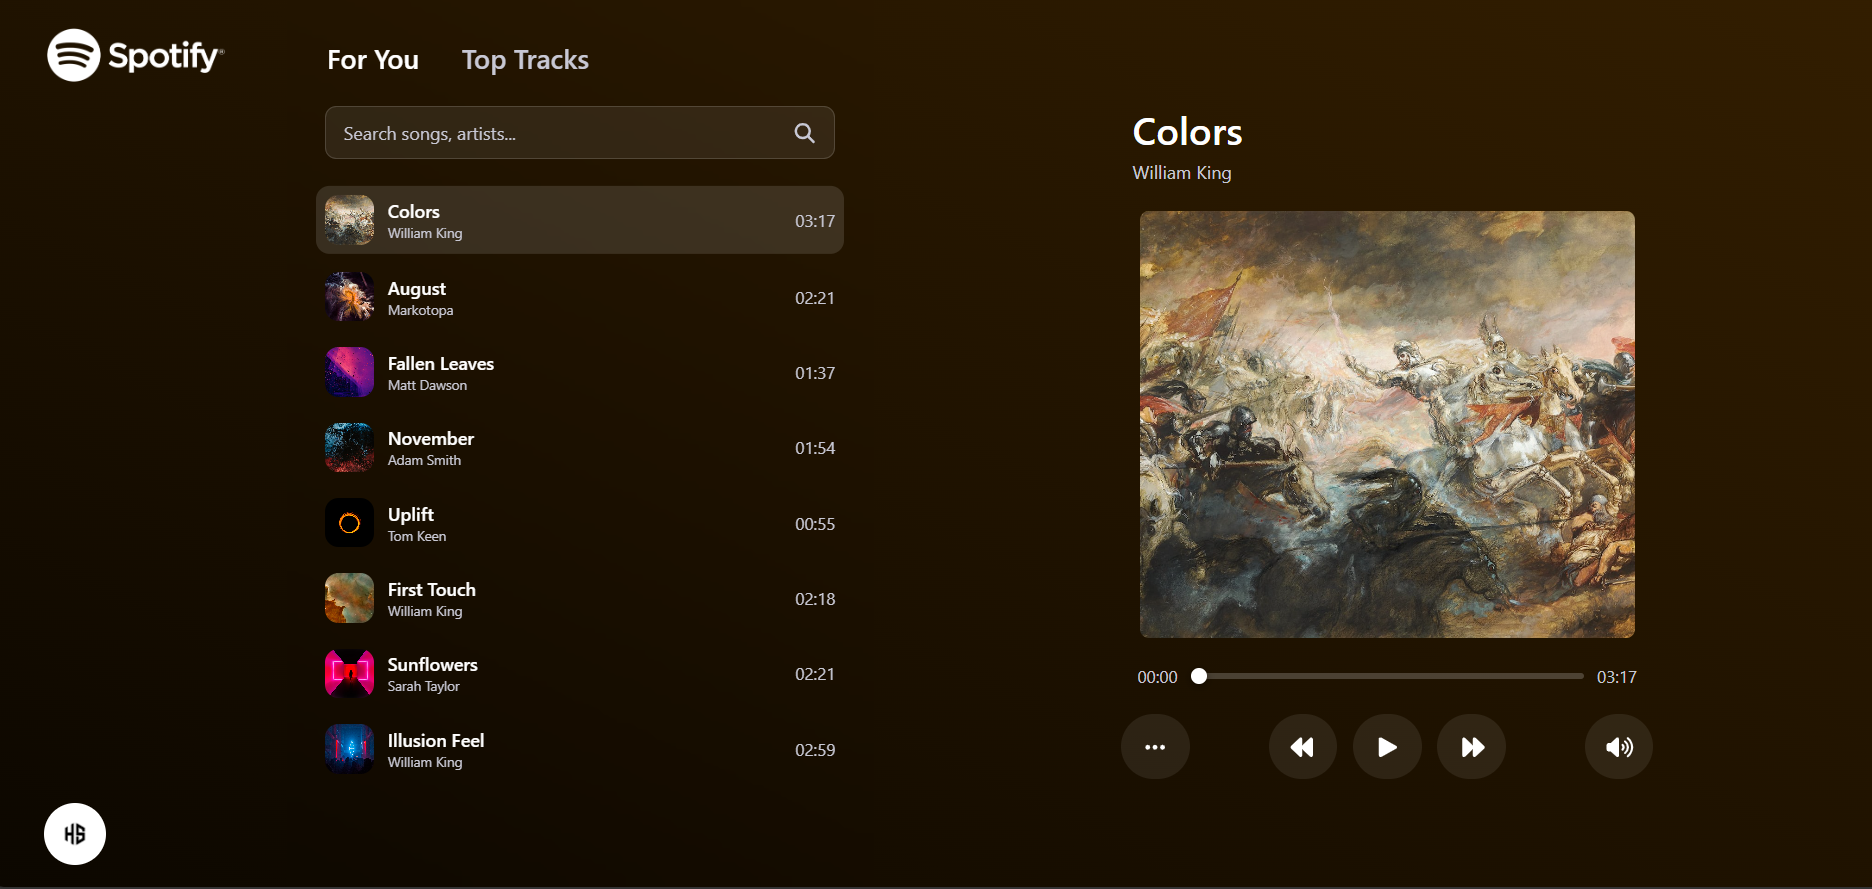 Spotify®
For You
Top Tracks
Search songs, artists...
Colors
William King
03:17
August
Markotopa
02:21
Fallen Leaves
Matt Dawson
01:37
November
Adam Smith
01:54
Uplift
Tom Keen
00:55
First Touch
William King
02:18
Sunflowers
Sarah Taylor
02:21
Illusion Feel
William King
02:59
HS
Colors
William King
00:00
03:17